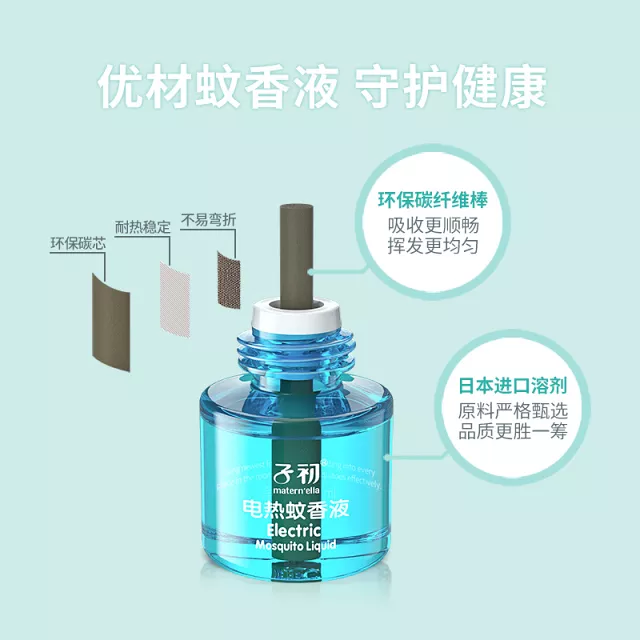 优材蚊香液 守护健康
环保碳芯
耐热稳定
不易弯折
环保碳纤维棒
吸收更顺畅
挥发更均匀
日本进口溶剂
原料严格甄选
品质更胜一筹
子初
matern'ella
电热蚊香液
Electric
Mosquito Liquid